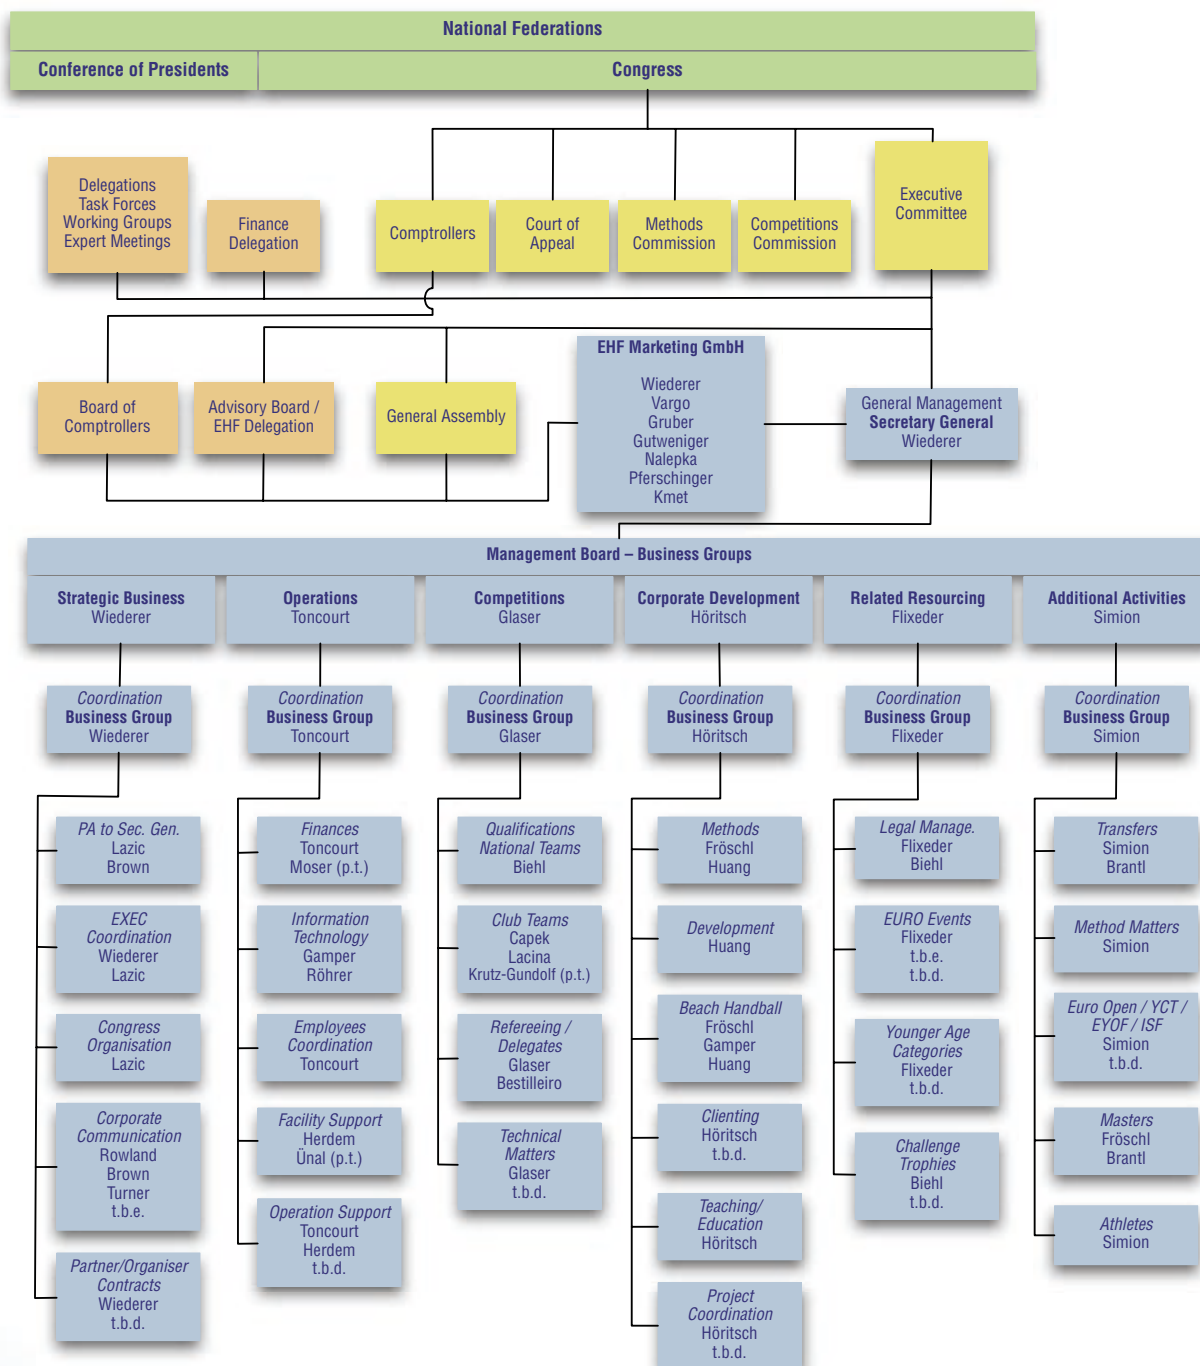 National Federations
Conference of Presidents
Congress
Delegations
Task Forces
Working Groups
Expert Meetings
Finance
Delegation
Comptrollers
Court of
Appeal
Methods
Commission
Competitions
Commission
Executive
Committee
Board of
Comptrollers
Advisory Board /
EHF Delegation
General Assembly
EHF Marketing GmbH
Wiederer
Vargo
Gruber
Gutweniger
Nalepka
Pferschinger
Kmet
General Management
Secretary General
Wiederer
Management Board – Business Groups
Strategic Business
Wiederer
Operations
Toncourt
Competitions
Glaser
Corporate Development
Höritsch
Related Resourcing
Flixeder
Additional Activities
Simion
Coordination
Business Group
Wiederer
Coordination
Business Group
Toncourt
Coordination
Business Group
Glaser
Coordination
Business Group
Höritsch
Coordination
Business Group
Flixeder
Coordination
Business Group
Simion
PA to Sec. Gen.
Lazic
Brown
EXEC
Coordination
Wiederer
Lazic
Congress
Organisation
Lazic
Corporate
Communication
Rowland
Brown
Turner
t.b.e.
Partner/Organiser
Contracts
Wiederer
t.b.d.
Finances
Toncourt
Moser (p.t.)
Information
Technology
Gamper
Röhrer
Employees
Coordination
Toncourt
Facility Support
Herdem
Ünal (p.t.)
Operation Support
Toncourt
Herdem
t.b.d.
Qualifications
National Teams
Biehl
Club Teams
Capek
Lacina
Krutz-Gundolf (p.t.)
Refereeing /
Delegates
Glaser
Bestilleiro
Technical
Matters
Glaser
t.b.d.
Methods
Fröschl
Huang
Development
Huang
Beach Handball
Fröschl
Gamper
Huang
Clienting
Höritsch
t.b.d.
Teaching/
Education
Höritsch
Project
Coordination
Höritsch
t.b.d.
Legal Manage.
Flixeder
Biehl
EURO Events
Flixeder
t.b.e.
t.b.d.
Younger Age
Categories
Flixeder
t.b.d.
Challenge
Trophies
Biehl
t.b.d.
Transfers
Simion
Brantl
Method Matters
Simion
Euro Open / YCT /
EYOF / ISF
Simion
t.b.d.
Masters
Fröschl
Brantl
Athletes
Simion